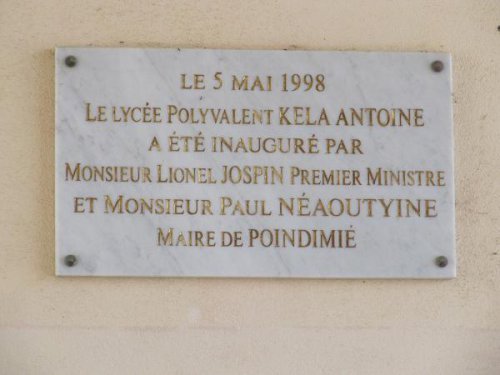 LE 5 MAI 1998
LE LYCÉE POLYVALENT KELA ANTOINE
A ÉTÉ INAUGURÉ PAR
MONSIEUR LIONEL JOSPIN PREMIER MINISTRE
ET MONSIEUR PAUL NÉAOUTYINE
MAIRE DE POINDIMIÉ